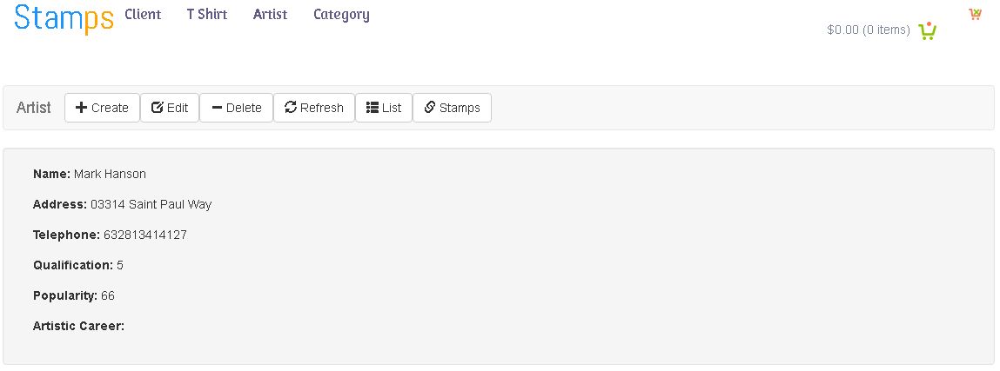 Stamps Client T Shirt Artist Category
$0.00 (0 items)
Artist Create Edit Delete Refresh List Stamps
Name: Mark Hanson
Address: 03314 Saint Paul Way
Telephone: 632813414127
Qualification: 5
Popularity: 66
Artistic Career: